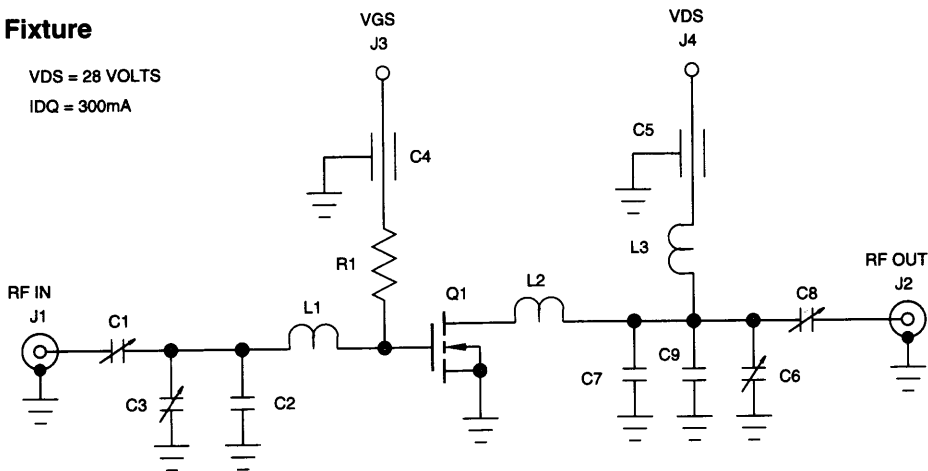 Fixture
VDS = 28 VOLTS
IDQ = 300mA
VGS
J3
VDS
J4
C4
C5
R1
L3
RF IN
J1
C1
L1
Q1
L2
C8
RF OUT
J2
C3
C2
C7
C9
C6